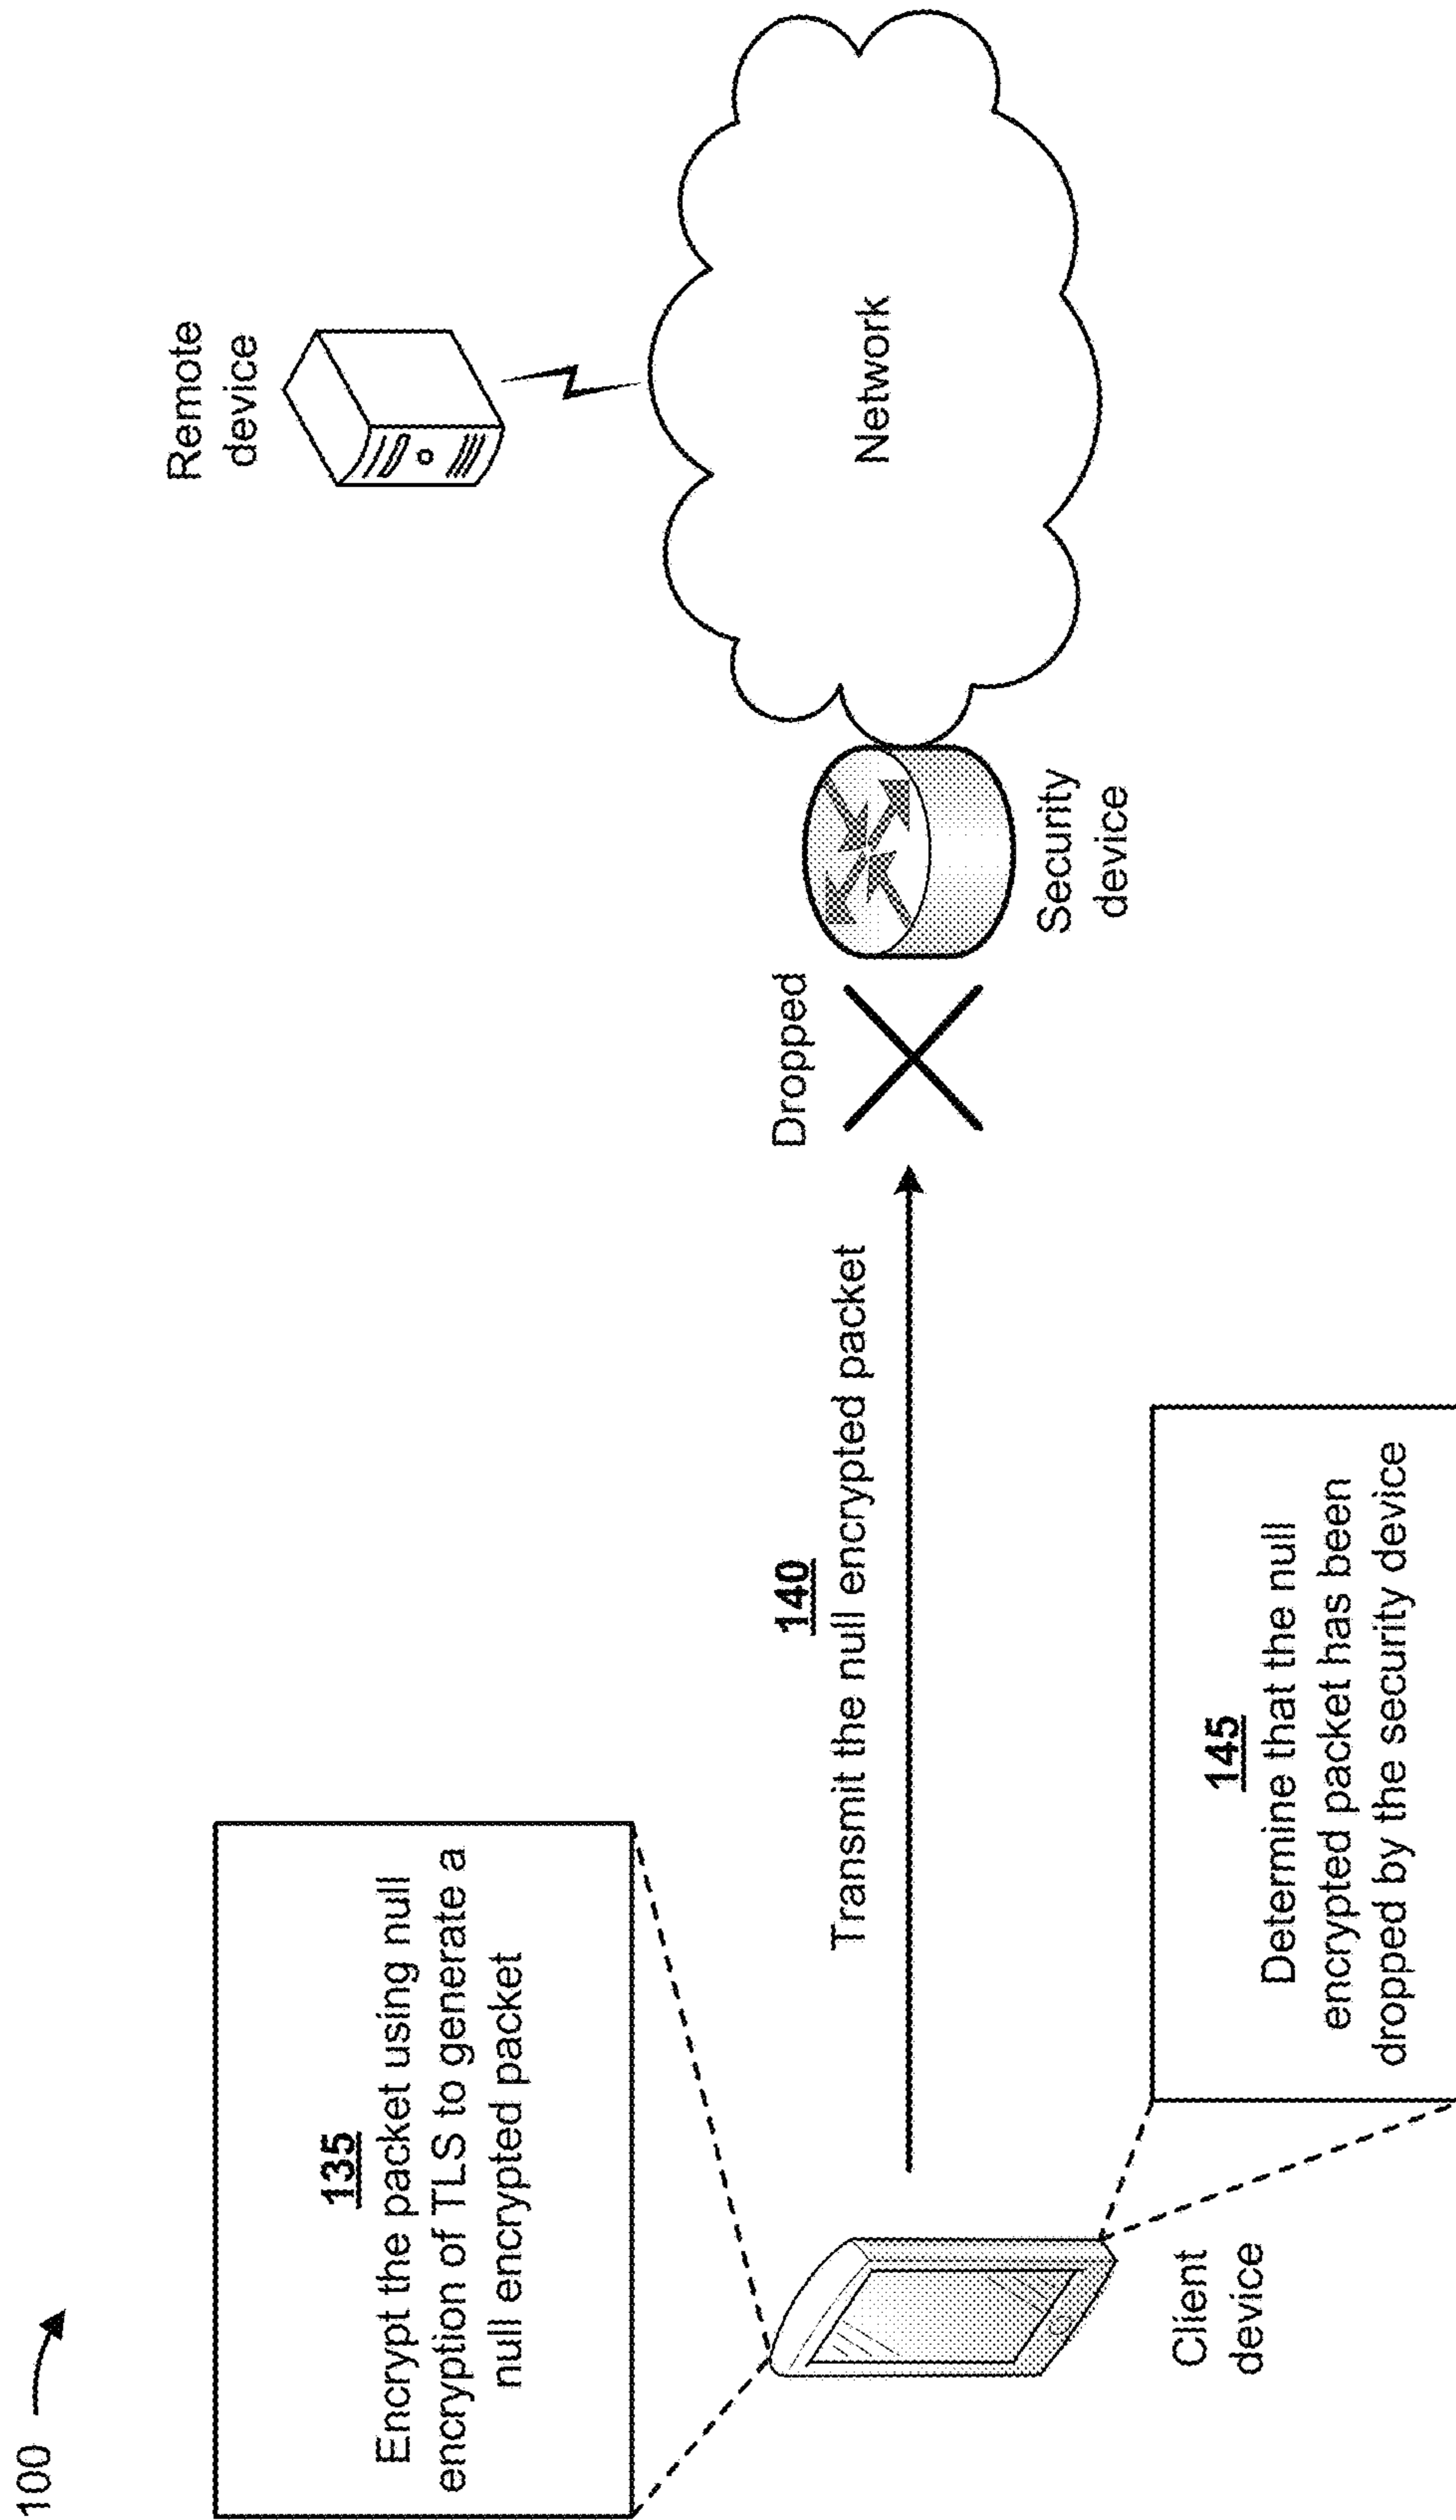 100
135
Encrypt the packet using null
encryption of TLS to generate a
null encrypted packet
Remote
device
140
Transmit the null encrypted packet
Dropped
Network
Security
device
Client
device
145
Determine that the null
encrypted packet has been
dropped by the security device